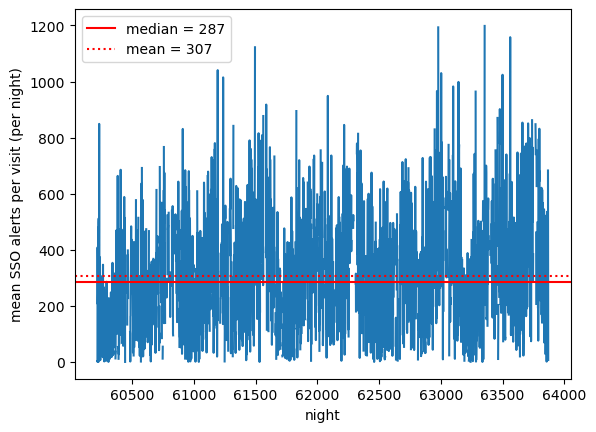 median = 287
mean = 307
mean SSO alerts per visit (per night)
1200
1000
800
600
400
200
0
60500 61000 61500 62000 62500 63000 63500 64000
night